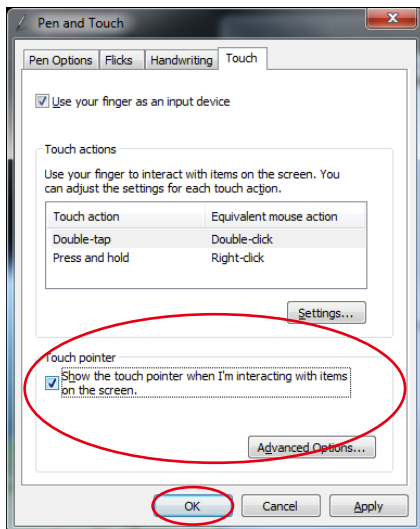 Pen and Touch
Pen Options Flicks Handwriting Touch
Use your finger as an input device
Touch actions
Use your finger to interact with items on the screen. You
can adjust the settings for each touch action.
Touch action Equivalent mouse action
Double-tap Double-click
Press and hold Right-click
Settings...
Touch pointer
Show the touch pointer when I'm interacting with items
on the screen.
Advanced Options...
OK Cancel Apply